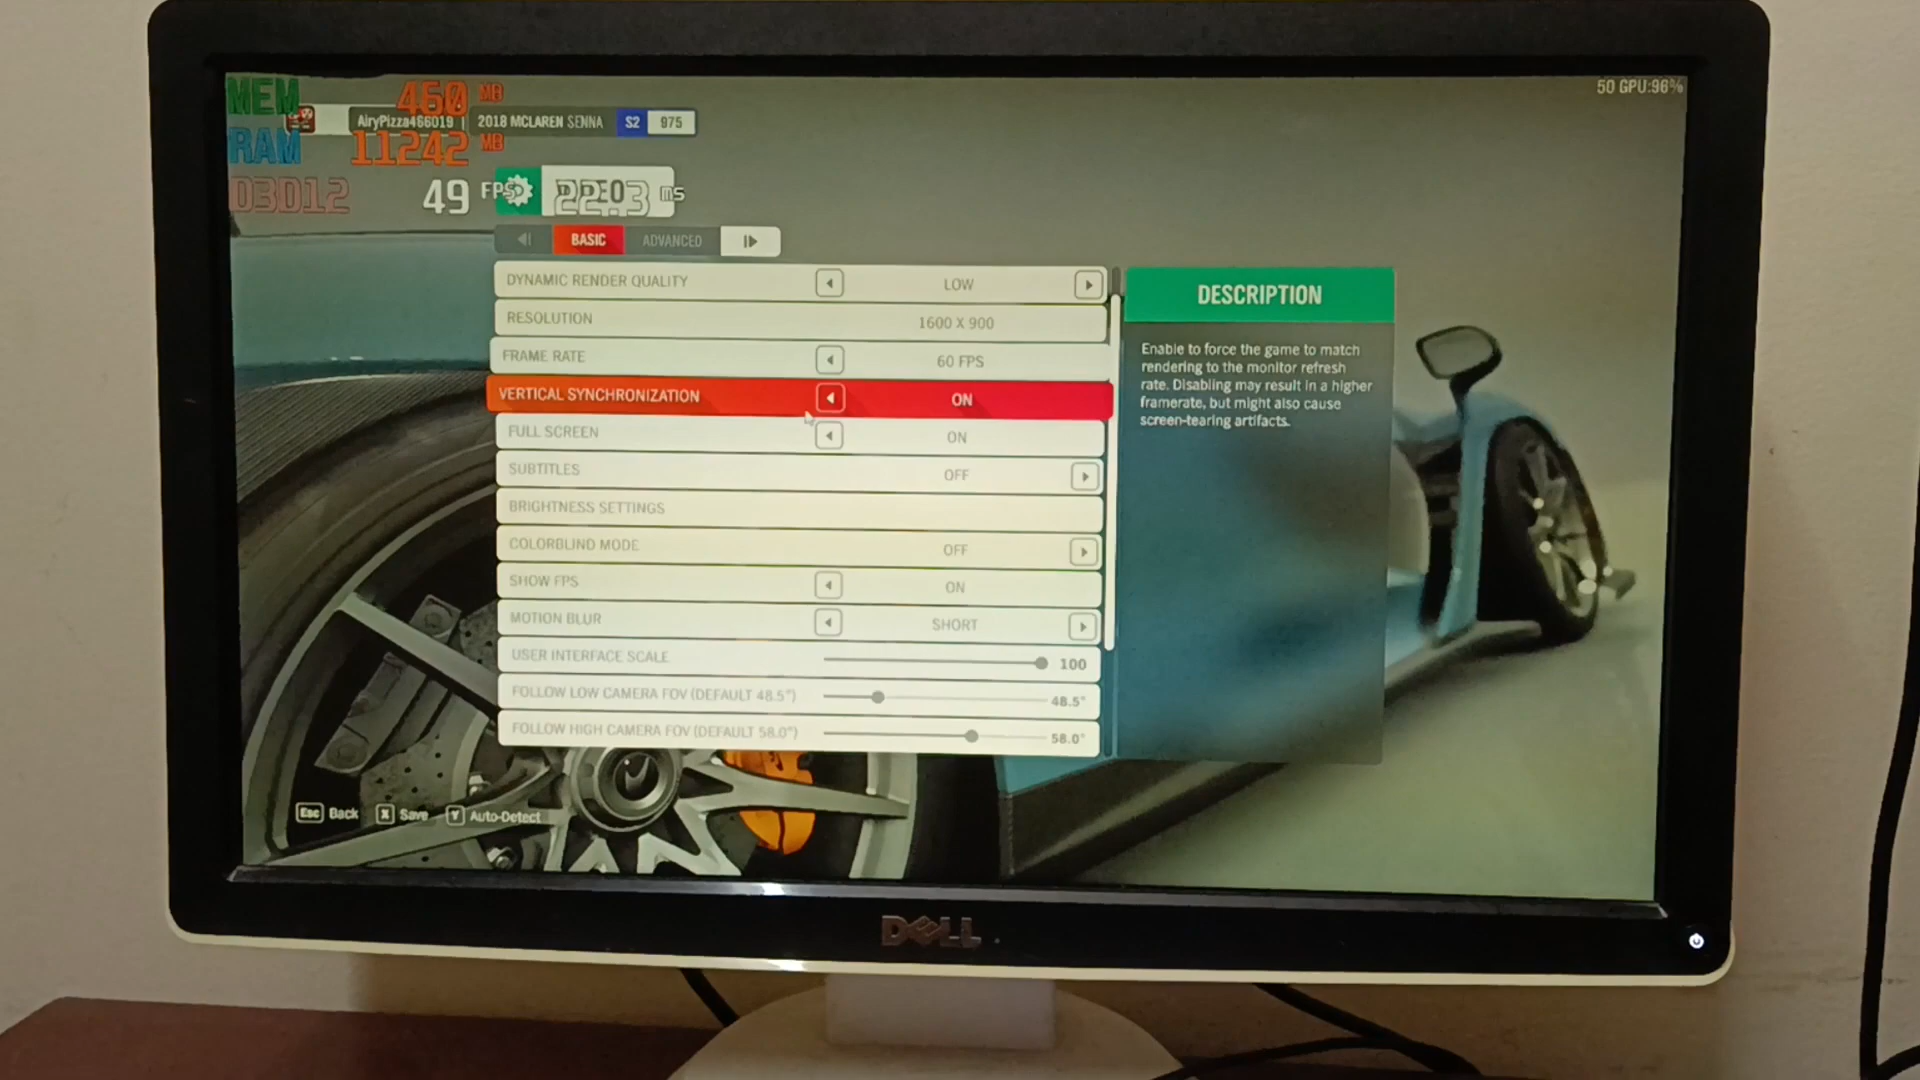 MEM 460 MB
50 GPU:96%
AiryPizza466019 | 2018 MCLAREN SENNA S2 975
RAM 11242 MB
D3D12 49 FPS 22.3 ms
BASIC ADVANCED
DYNAMIC RENDER QUALITY LOW
RESOLUTION 1600 X 900
FRAME RATE 60 FPS
VERTICAL SYNCHRONIZATION ON
FULL SCREEN ON
SUBTITLES OFF
BRIGHTNESS SETTINGS
COLORBLIND MODE OFF
SHOW FPS ON
MOTION BLUR SHORT
USER INTERFACE SCALE 100
FOLLOW LOW CAMERA FOV (DEFAULT 48.5°) 48.5°
FOLLOW HIGH CAMERA FOV (DEFAULT 58.0°) 58.0°
DESCRIPTION
Enable to force the game to match
rendering to the monitor refresh
rate. Disabling may result in a higher
framerate, but might also cause
screen-tearing artifacts.
Esc Back X Save Y Auto-Detect
DELL